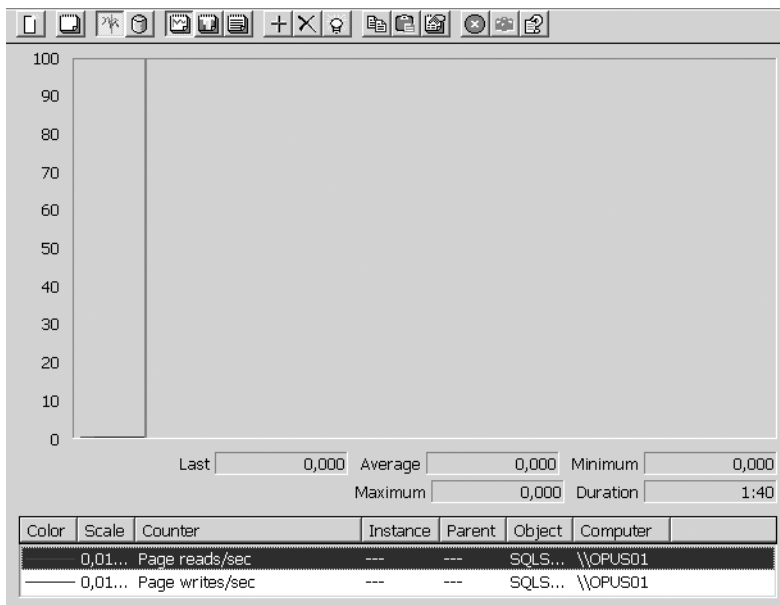 100
90
80
70
60
50
40
30
20
10
0
Last 0,000 Average 0,000 Minimum 0,000
Maximum 0,000 Duration 1:40
Color Scale Counter Instance Parent Object Computer
0,01... Page reads/sec --- --- SQLS... \\OPUS01
0,01... Page writes/sec --- --- SQLS... \\OPUS01